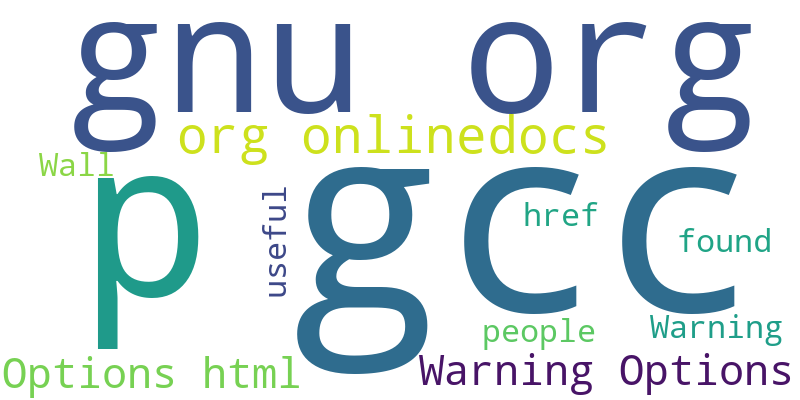 gnu org
org onlinedocs
Wall
p
gcc
useful
href
found
people
Warning
Options html
Warning Options